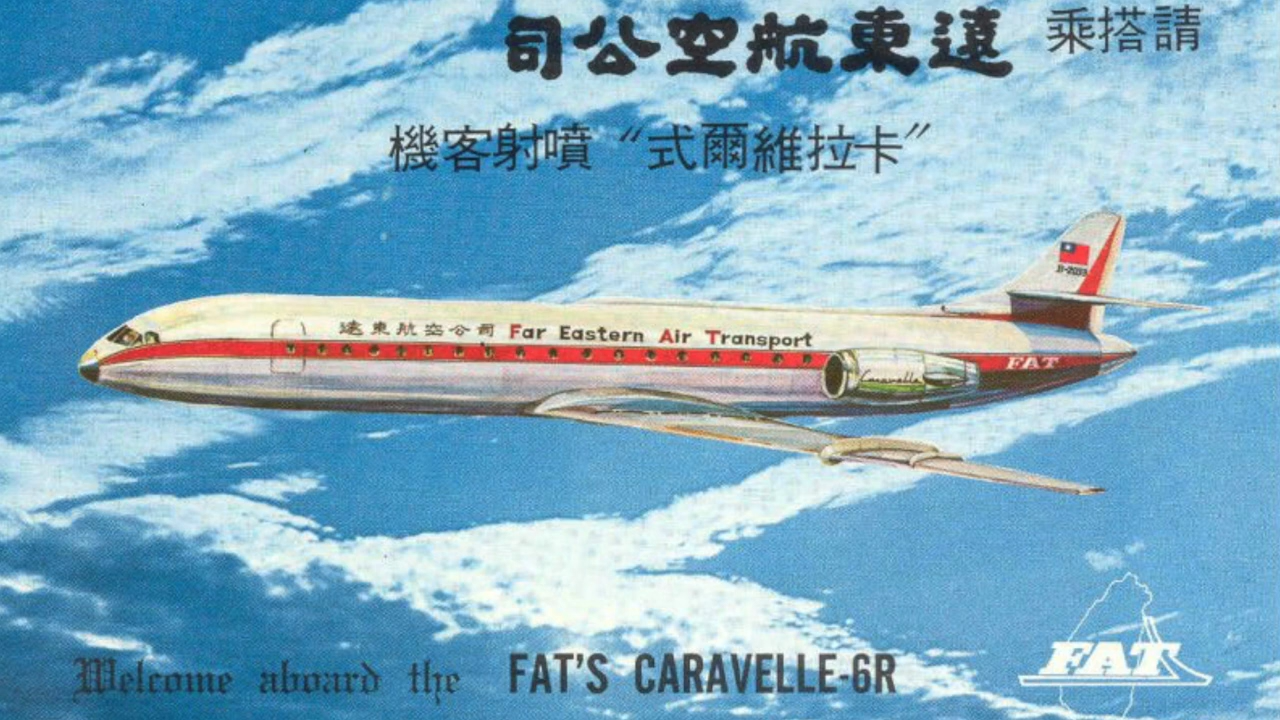 請搭乘 遠東航空公司
"卡拉維爾式" 噴射客機
遠東航空公司 Far Eastern Air Transport
Caravelle
FAT
Welcome aboard the FAT'S CARAVELLE-6R
FAT